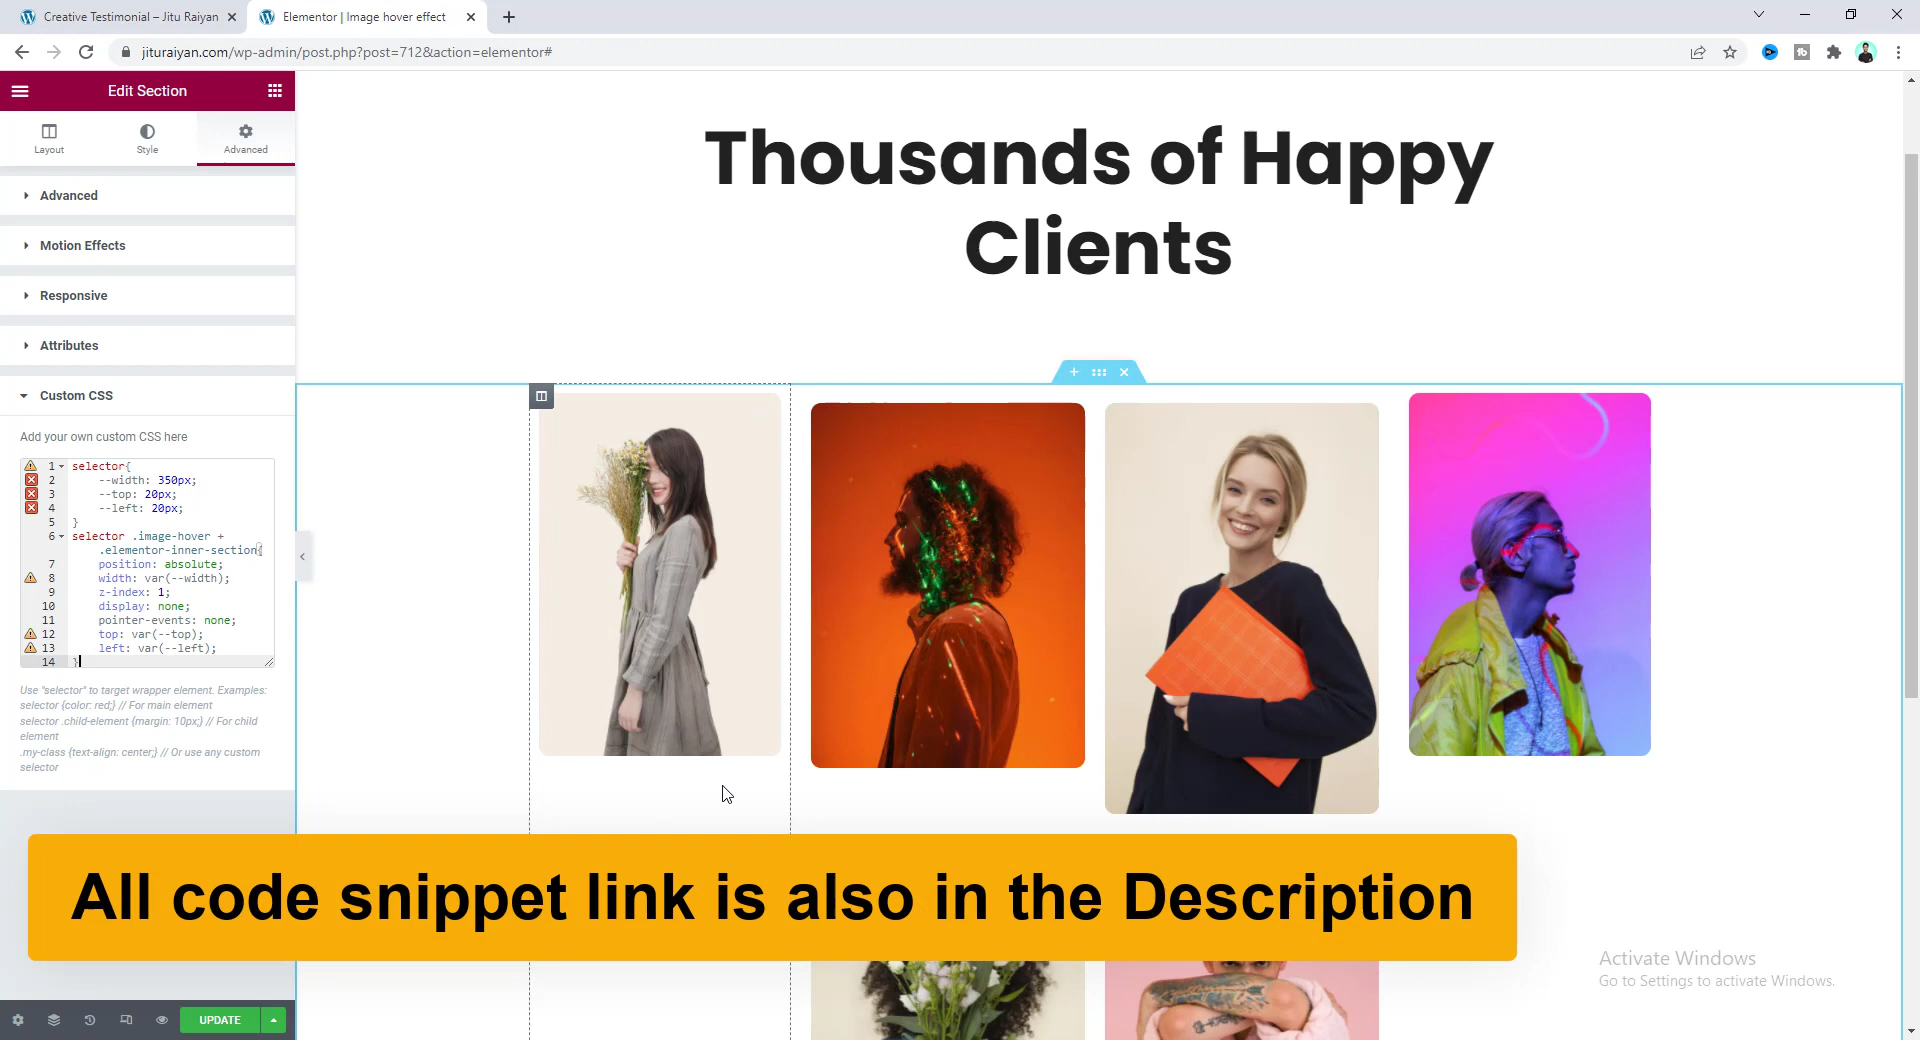 Creative Testimonial – Jitu Raiyan
Elementor | Image hover effect
jituraiyan.com/wp-admin/post.php?post=712&action=elementor#
Edit Section
Layout
Style
Advanced
Advanced
Motion Effects
Responsive
Attributes
Custom CSS
Add your own custom CSS here
1 selector{
2 --width: 350px;
3 --top: 20px;
4 --left: 20px;
5 }
6 selector .image-hover +
.elementor-inner-section{
7 position: absolute;
8 width: var(--width);
9 z-index: 1;
10 display: none;
11 pointer-events: none;
12 top: var(--top);
13 left: var(--left);
14 }
Use "selector" to target wrapper element. Examples:
selector {color: red;} // For main element
selector .child-element {margin: 10px;} // For child
element
.my-class {text-align: center;} // Or use any custom
selector
UPDATE
Thousands of Happy
Clients
All code snippet link is also in the Description
Activate Windows
Go to Settings to activate Windows.